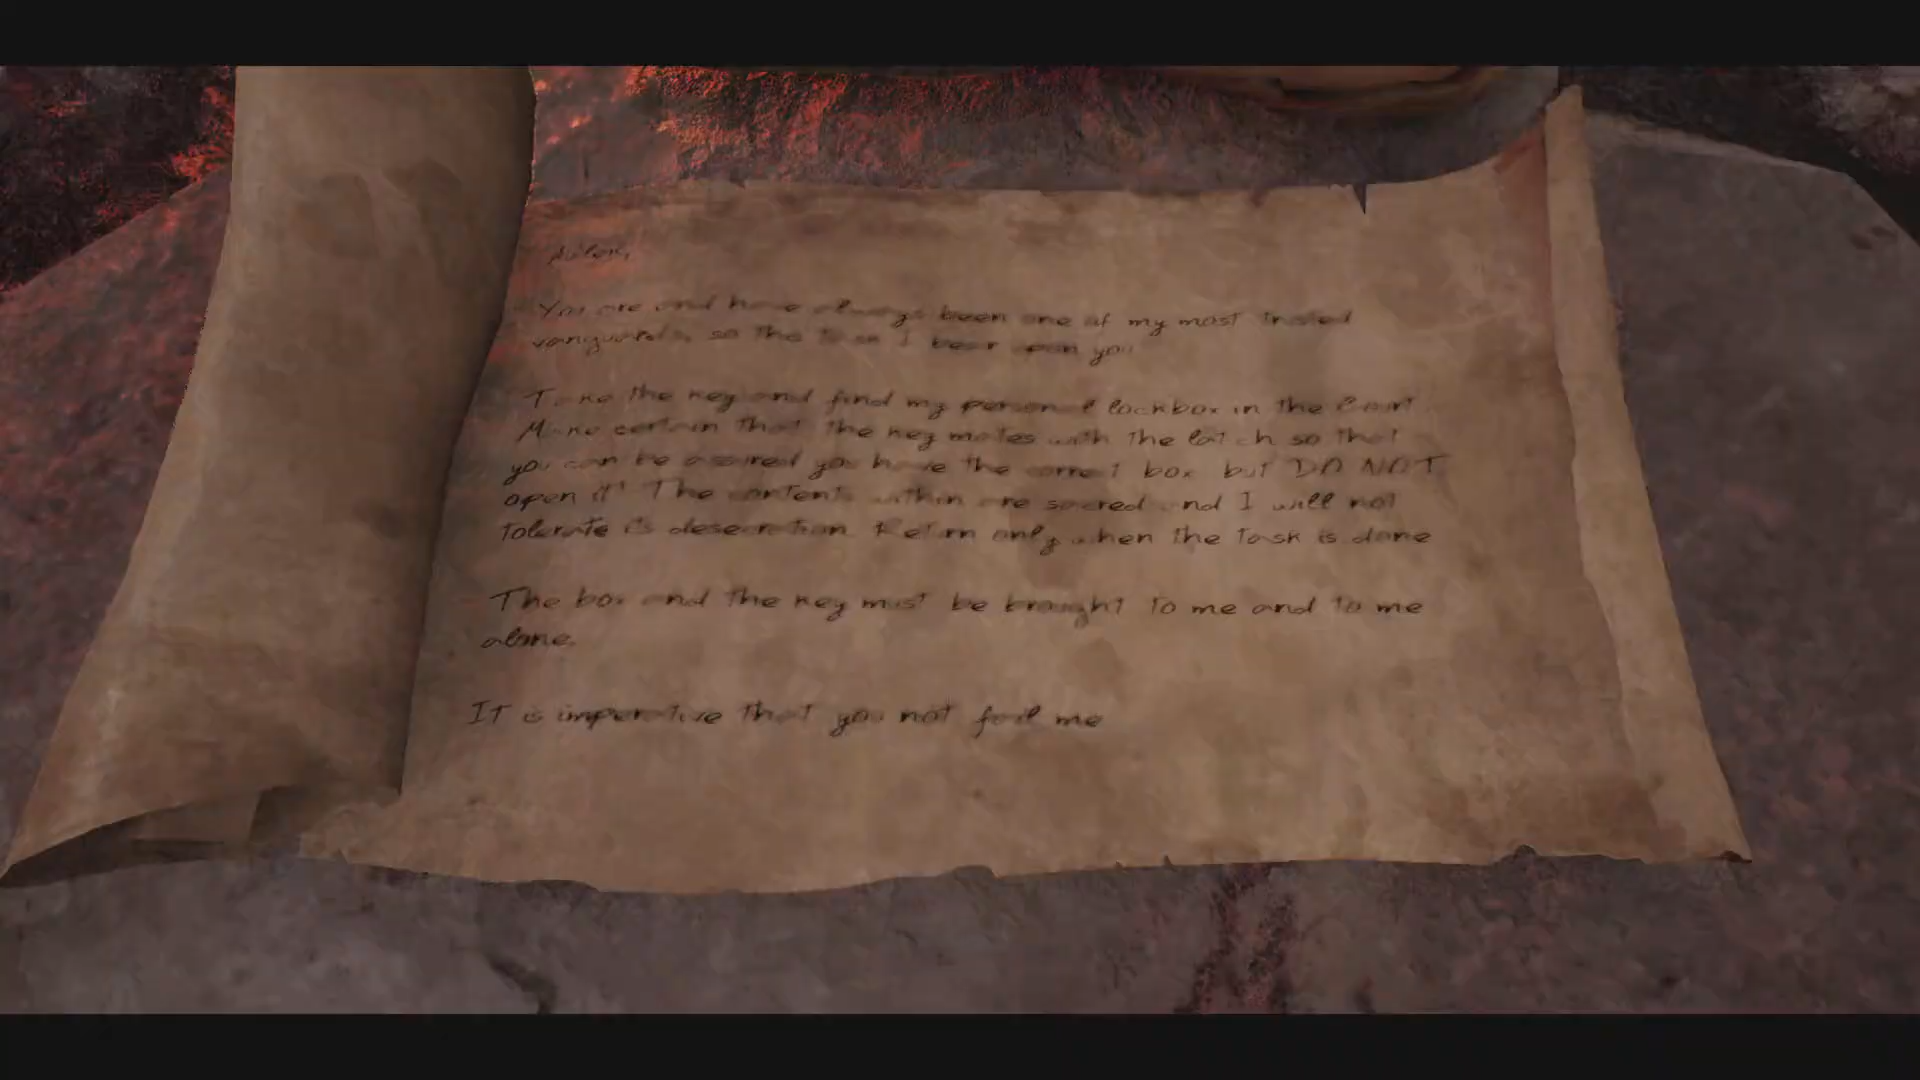 You are and have always been one of my most trusted
vanguards, so this task I bear upon you
Take the key and find my personal lockbox in the
Make certain that the key mates with the latch so that
you can be assured you have the correct box but DO NOT
open it! The contents within are sacred and I will not
tolerate its desecration. Return only when the task is done
The box and the key must be brought to me and to me
alone.
It is imperative that you not fail me